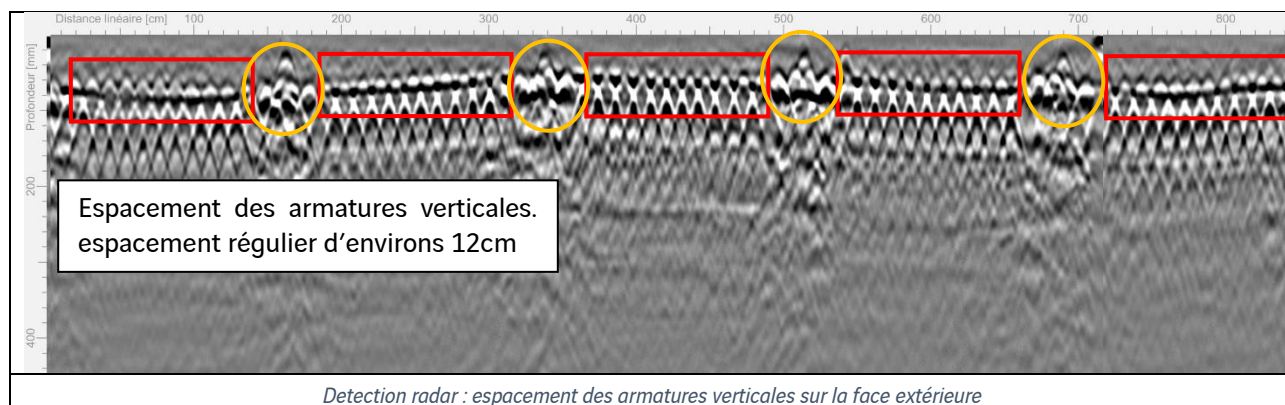 Distance linéaire [cm] 100 200 300 400 500 600 700 800
Profondeur [mm]
200
400
Espacement des armatures verticales.
espacement régulier d'environs 12cm
Detection radar : espacement des armatures verticales sur la face extérieure